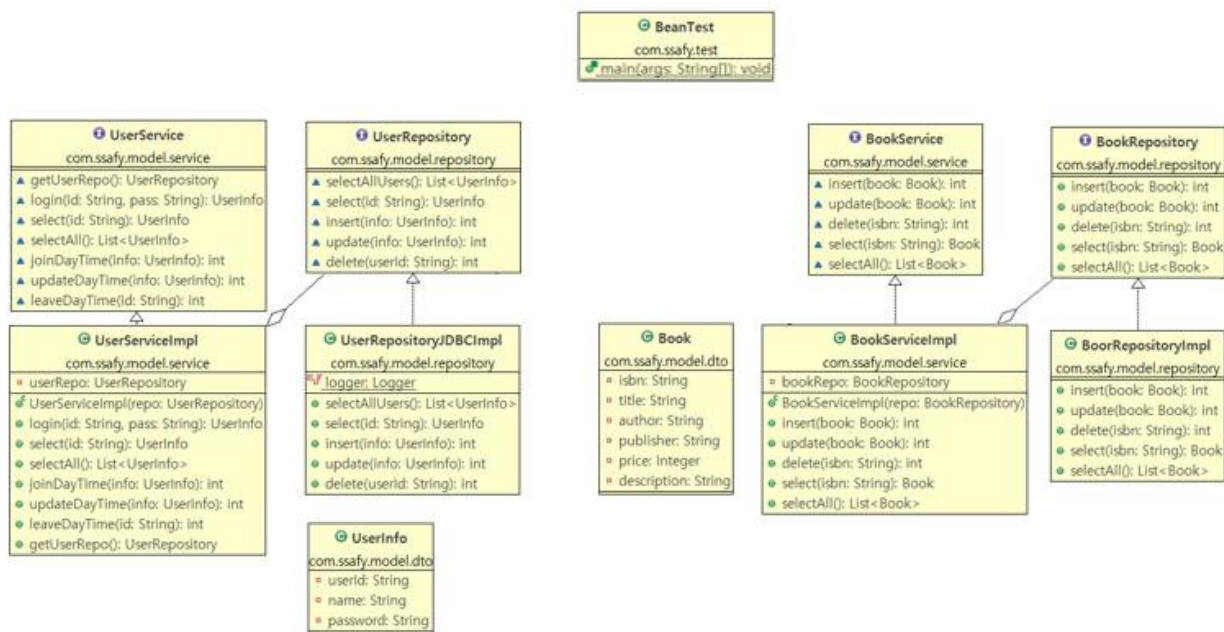 BeanTest
com.ssafy.test
main(args: String[]): void
UserService
com.ssafy.model.service
getUserRepo(): UserRepository
login(id: String, pass: String): UserInfo
select(id: String): UserInfo
selectAll(): List<UserInfo>
joinDayTime(info: UserInfo): int
updateDayTime(info: UserInfo): int
leaveDayTime(id: String): int
UserRepository
com.ssafy.model.repository
selectAllUsers(): List<UserInfo>
select(id: String): UserInfo
insert(info: UserInfo): int
update(info: UserInfo): int
delete(userId: String): int
BookService
com.ssafy.model.service
insert(book: Book): int
update(book: Book): int
delete(isbn: String): int
select(isbn: String): Book
selectAll(): List<Book>
BookRepository
com.ssafy.model.repository
insert(book: Book): int
update(book: Book): int
delete(isbn: String): int
select(isbn: String): Book
selectAll(): List<Book>
UserServiceImpl
com.ssafy.model.service
userRepo: UserRepository
UserServiceImpl(repo: UserRepository)
login(id: String, pass: String): UserInfo
select(id: String): UserInfo
selectAll(): List<UserInfo>
joinDayTime(info: UserInfo): int
updateDayTime(info: UserInfo): int
leaveDayTime(id: String): int
getUserRepo(): UserRepository
UserRepositoryJDBCImpl
com.ssafy.model.repository
logger: Logger
selectAllUsers(): List<UserInfo>
select(id: String): UserInfo
insert(info: UserInfo): int
update(info: UserInfo): int
delete(userId: String): int
Book
com.ssafy.model.dto
isbn: String
title: String
author: String
publisher: String
price: Integer
description: String
BookServiceImpl
com.ssafy.model.service
bookRepo: BookRepository
BookServiceImpl(repo: BookRepository)
insert(book: Book): int
update(book: Book): int
delete(isbn: String): int
select(isbn: String): Book
selectAll(): List<Book>
BoorRepositoryImpl
com.ssafy.model.repository
insert(book: Book): int
update(book: Book): int
delete(isbn: String): int
select(isbn: String): Book
selectAll(): List<Book>
UserInfo
com.ssafy.model.dto
userId: String
name: String
password: String